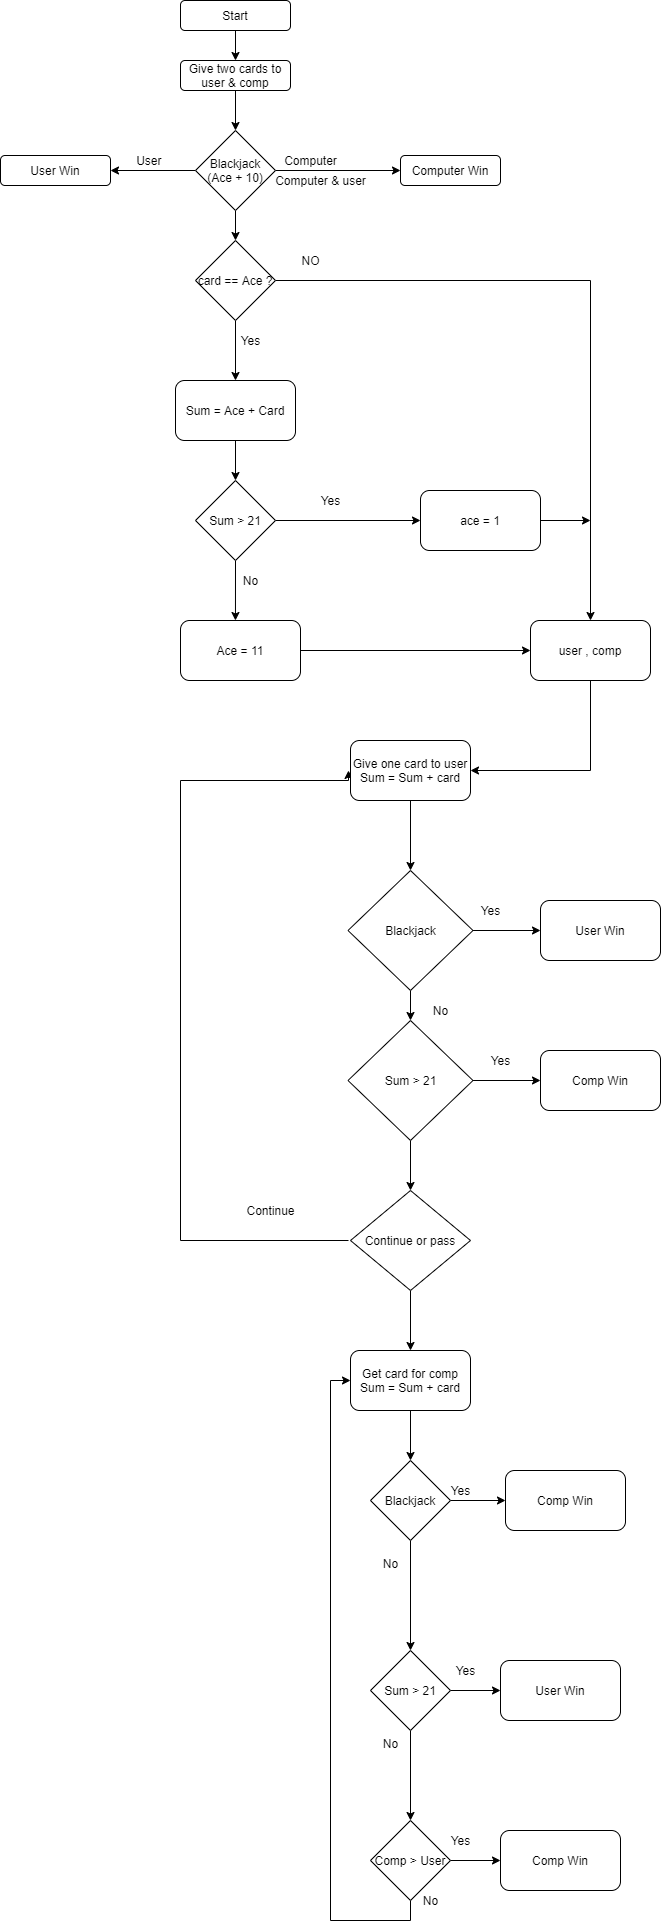 Start
Give two cards to
user & comp
User
Blackjack
(Ace + 10)
Computer
Computer & user
User Win
Computer Win
card == Ace ?
NO
Yes
Sum = Ace + Card
Sum > 21
Yes
ace = 1
No
Ace = 11
user , comp
Give one card to user
Sum = Sum + card
Blackjack
Yes
User Win
No
Sum > 21
Yes
Comp Win
Continue
Continue or pass
Get card for comp
Sum = Sum + card
Blackjack
Yes
Comp Win
No
Sum > 21
Yes
User Win
No
Comp > User
Yes
Comp Win
No